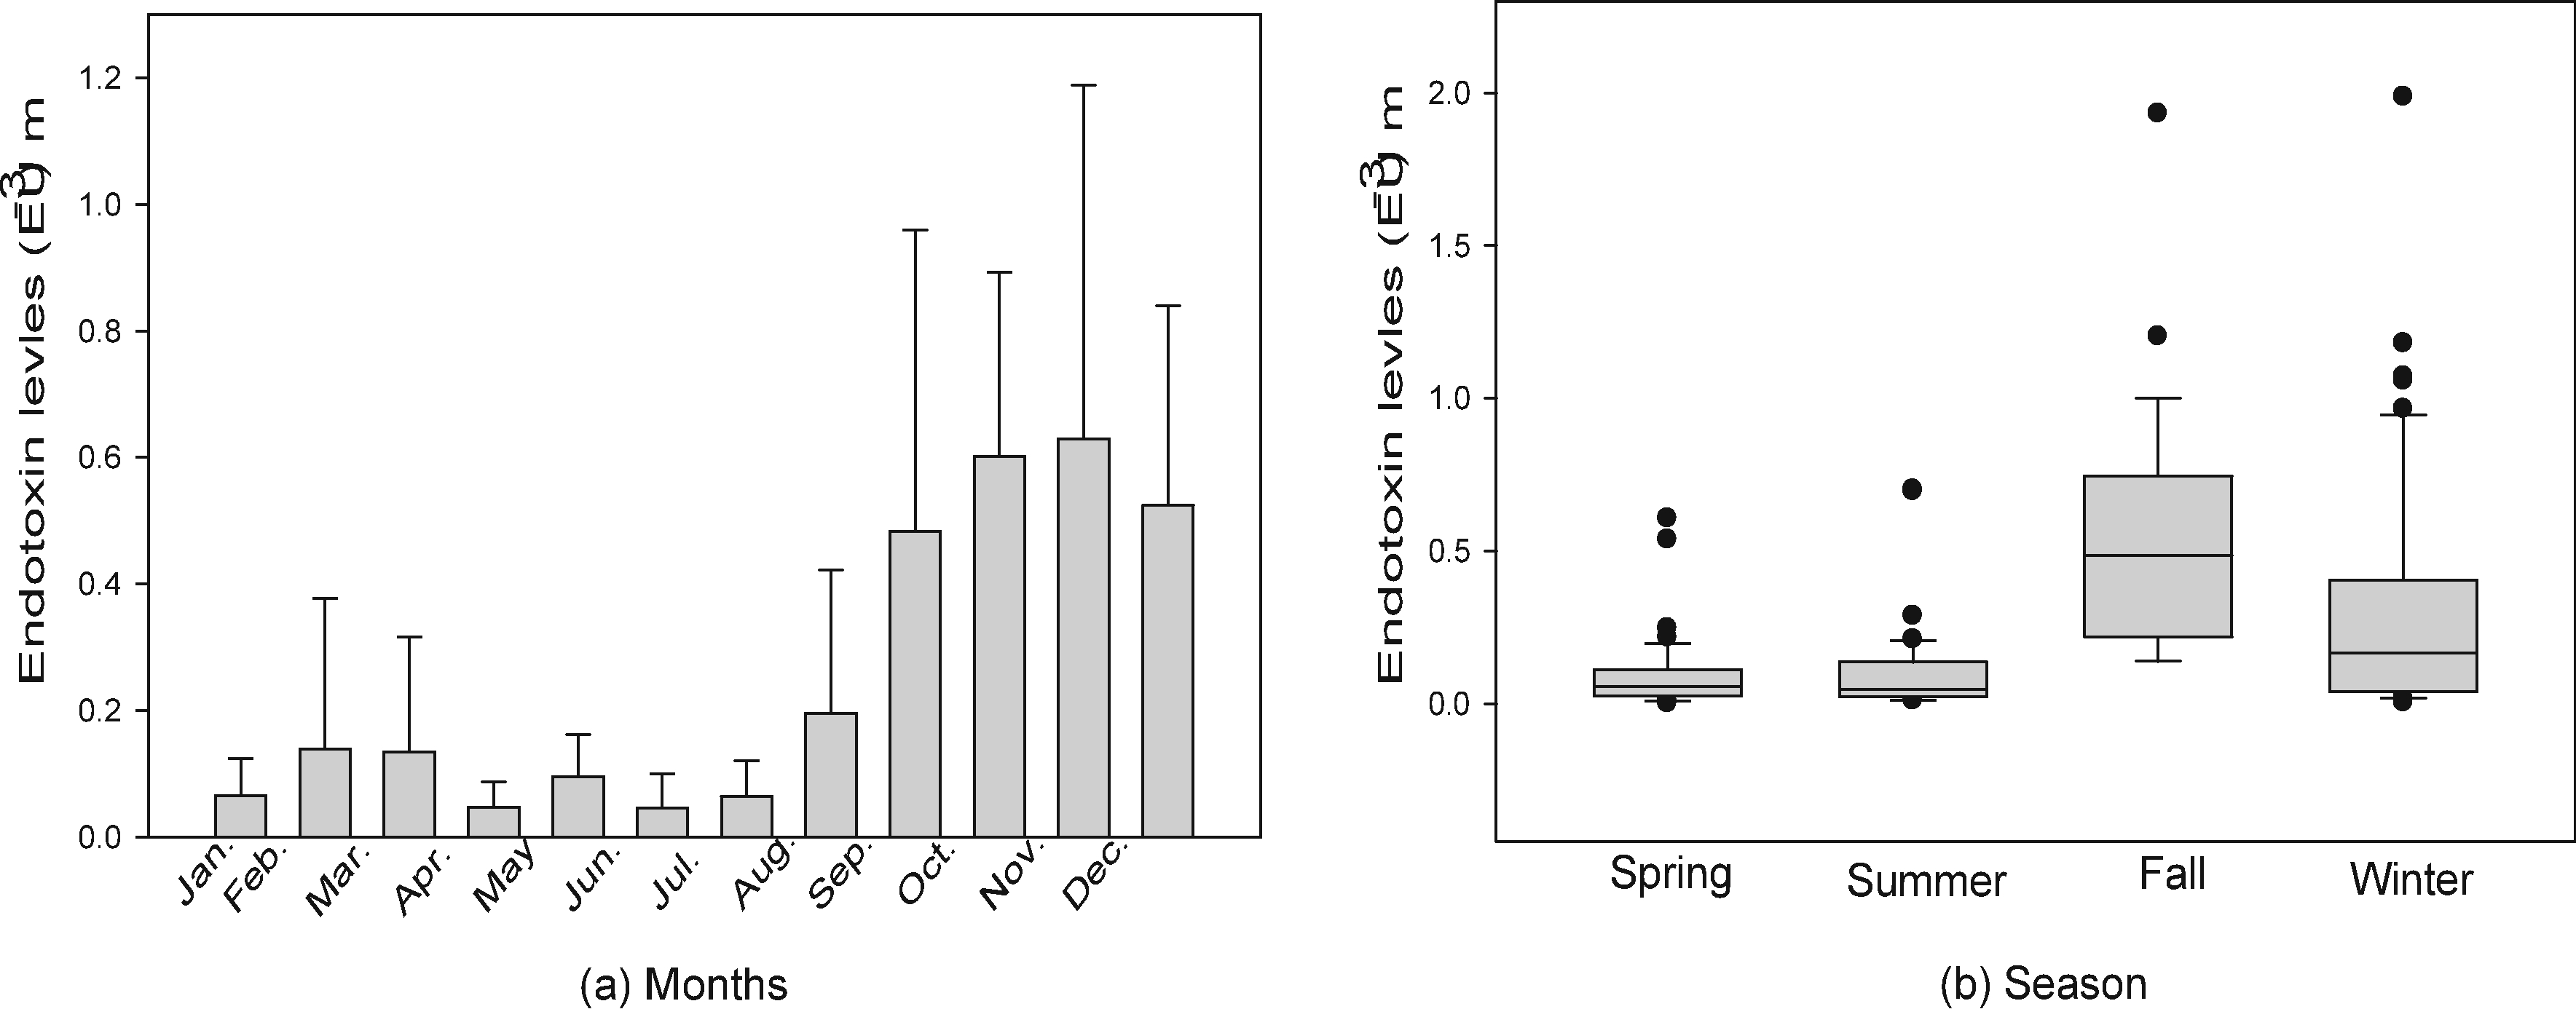 Endotoxin levles (EU m-3)
1.2
1.0
0.8
0.6
0.4
0.2
0.0
Jan. Feb. Mar. Apr. May Jun. Jul. Aug. Sep. Oct. Nov. Dec.
(a) Months
Endotoxin levles (EU m-3)
2.0
1.5
1.0
0.5
0.0
Spring Summer Fall Winter
(b) Season